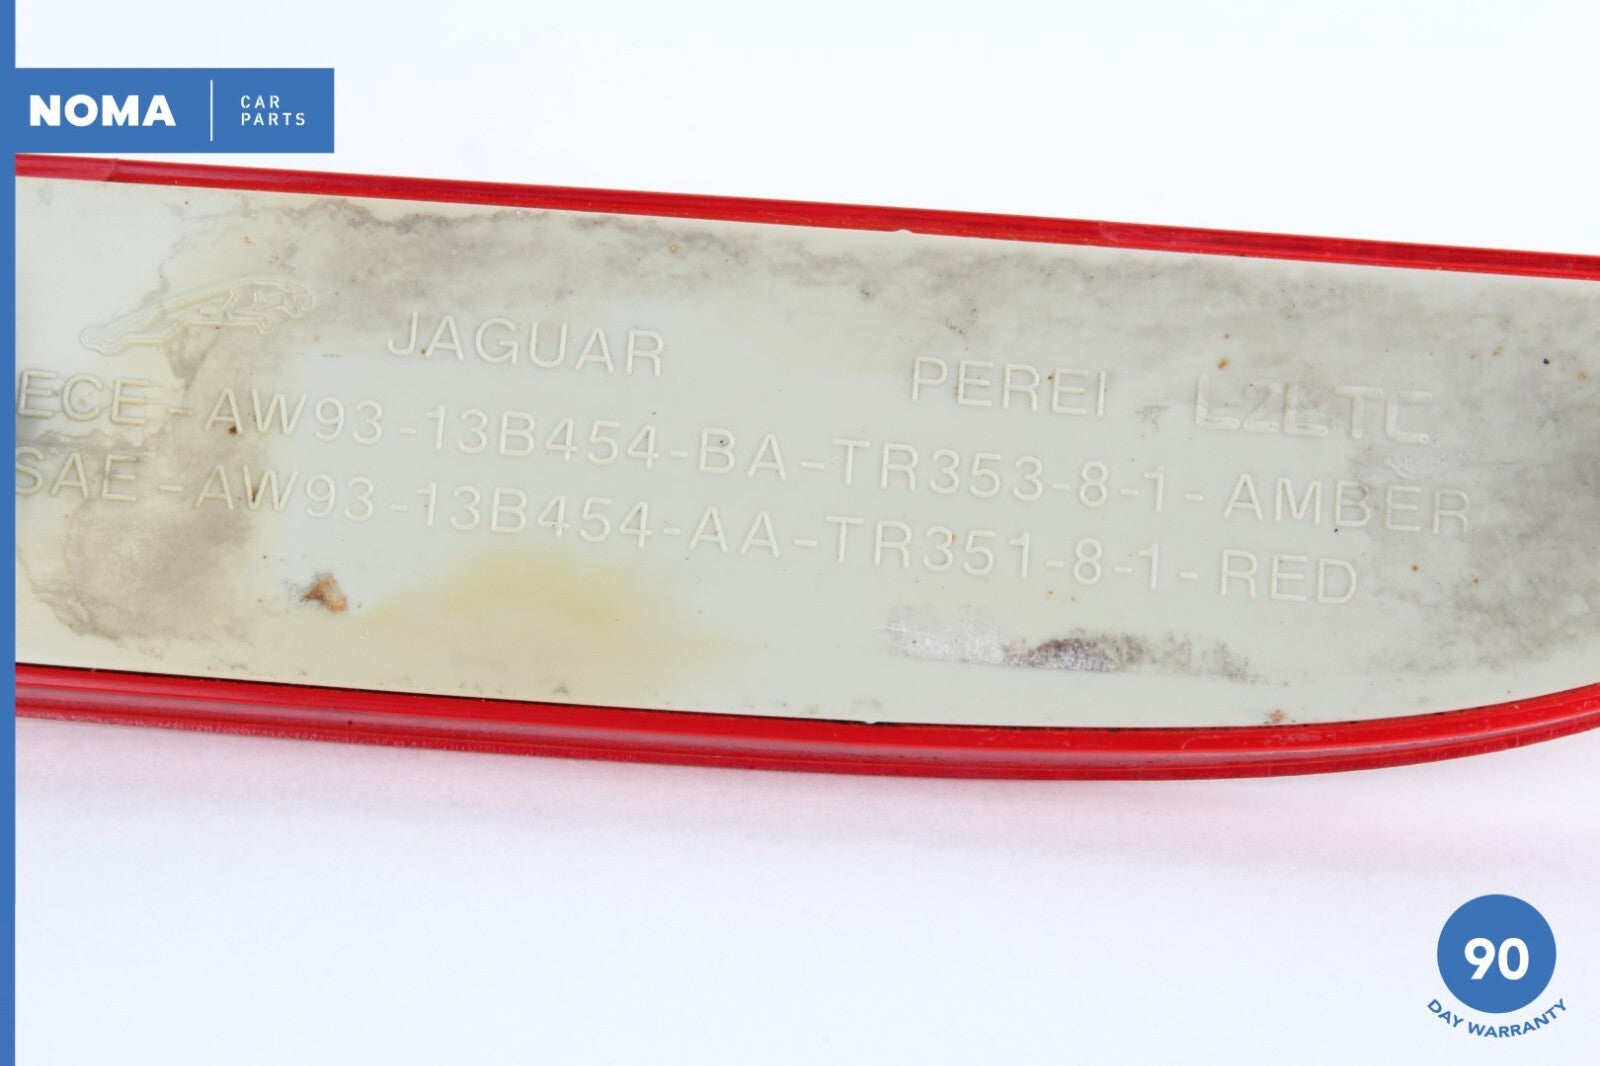 NOMA
CAR
PARTS
JAGUAR PEREI L2LTC
ECE-AW93-13B454-BA-TR353-8-1-AMBER
SAE-AW93-13B454-AA-TR351-8-1-RED
90
DAY WARRANTY